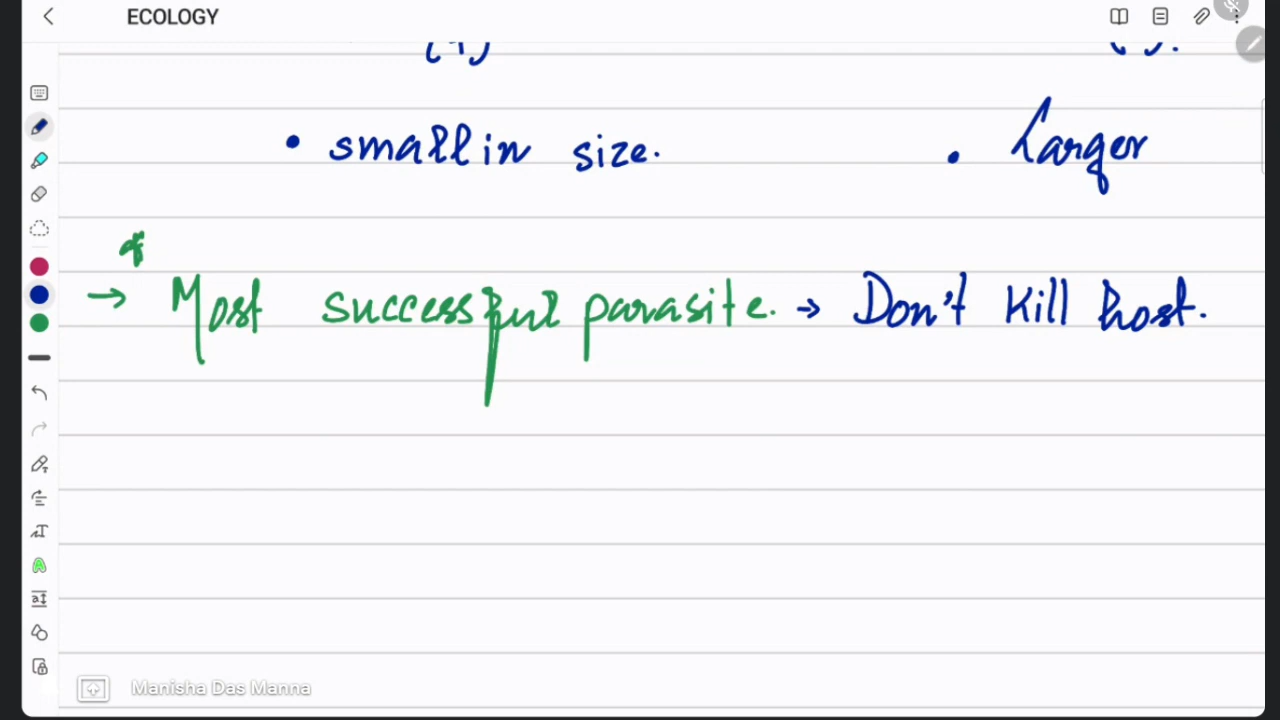 ECOLOGY
• small in size.
• Larger
*
→ Most successful parasite. → Don't kill host.
Manisha Das Manna